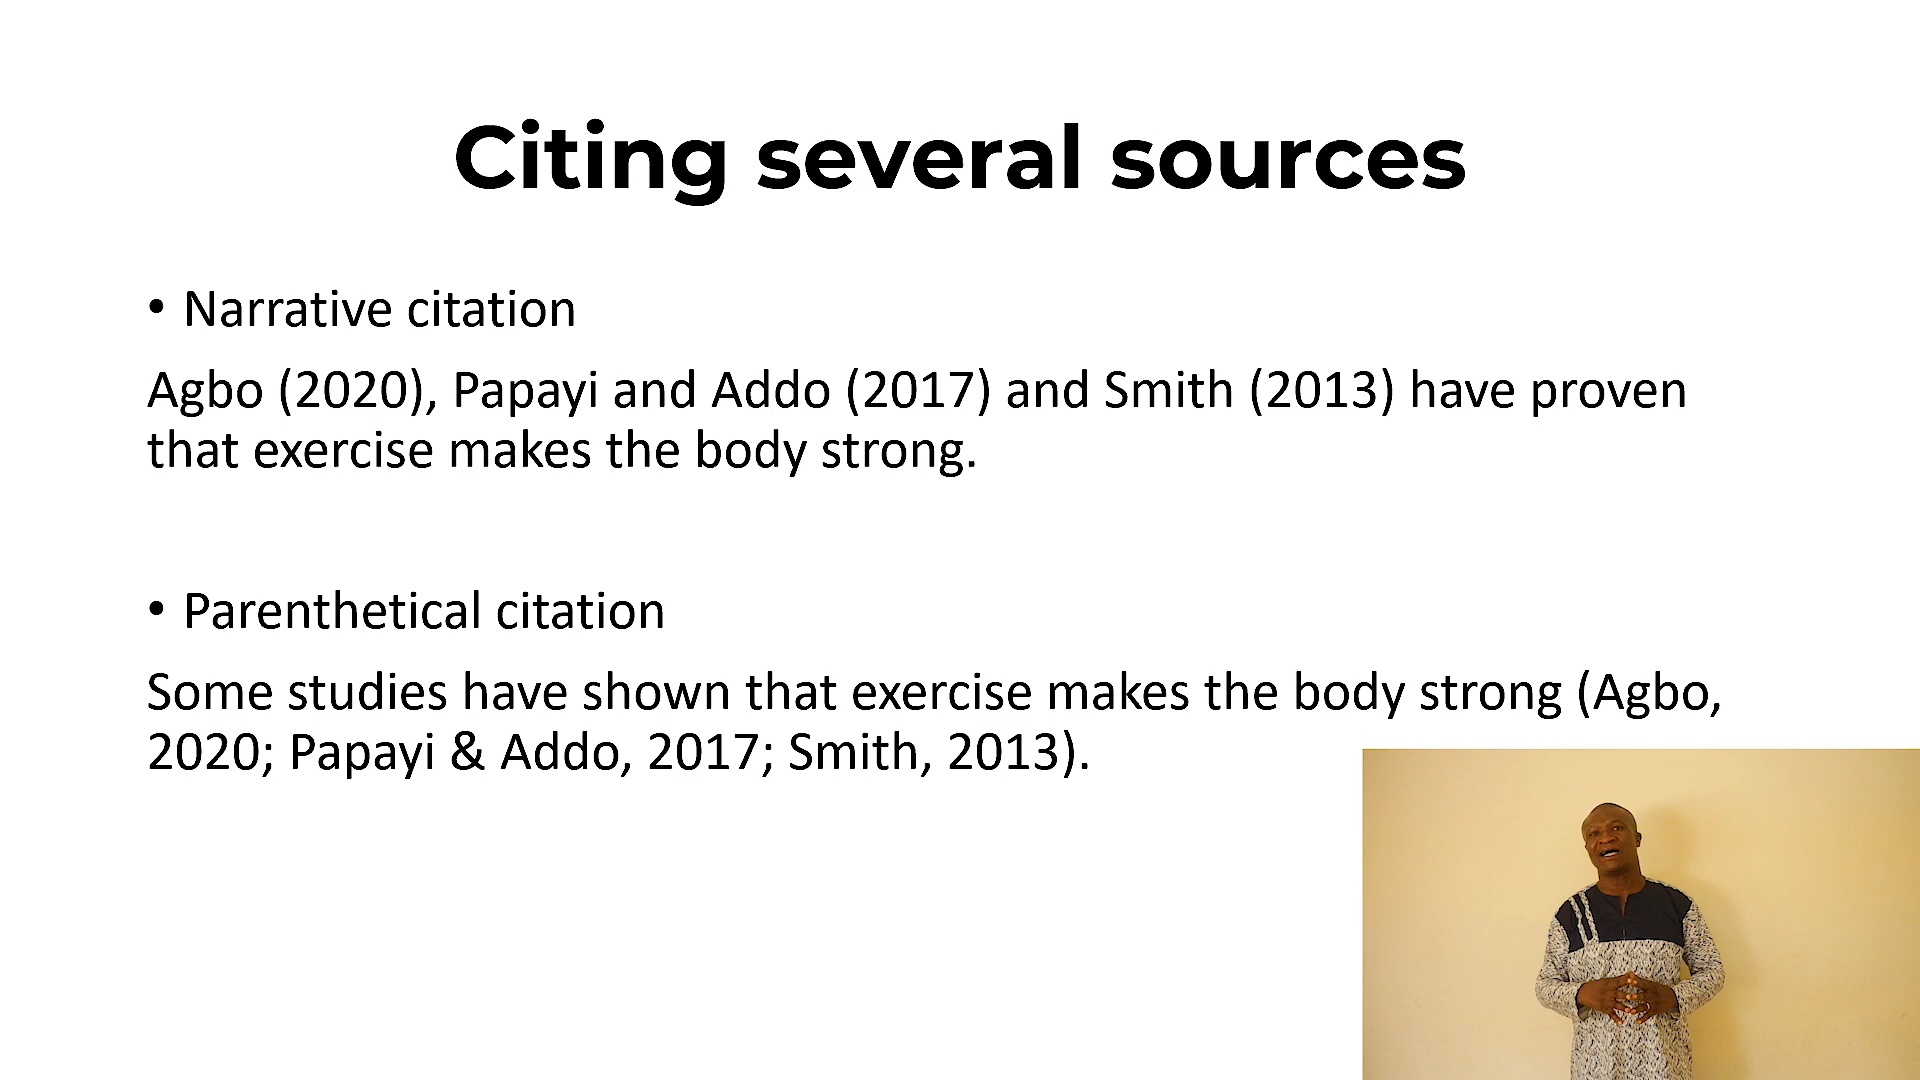 Citing several sources
• Narrative citation
Agbo (2020), Papayi and Addo (2017) and Smith (2013) have proven
that exercise makes the body strong.
• Parenthetical citation
Some studies have shown that exercise makes the body strong (Agbo,
2020; Papayi & Addo, 2017; Smith, 2013).